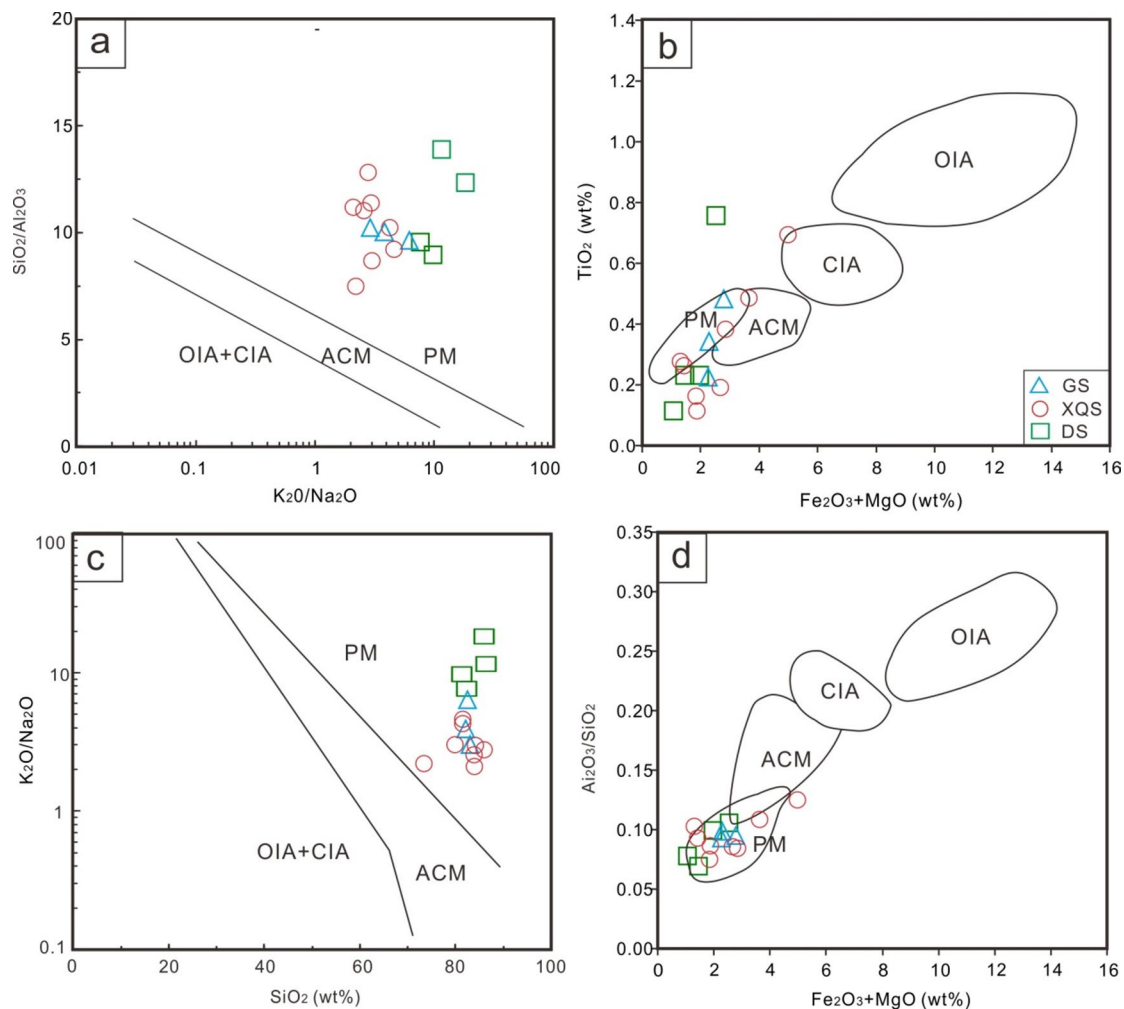 a
20
15
10
5
0
SiO₂/Al₂O₃
OIA+CIA
ACM
PM
0.01
0.1
1
10
100
K₂0/Na₂O
b
1.4
1.2
1.0
0.8
0.6
0.4
0.2
0.0
TiO₂ (wt%)
OIA
CIA
PM
ACM
GS
XQS
DS
0 2 4 6 8 10 12 14 16
Fe₂O₃+MgO (wt%)
c
100
10
1
0.1
K₂O/Na₂O
PM
OIA+CIA
ACM
0 20 40 60 80 100
SiO₂ (wt%)
d
0.35
0.30
0.25
0.20
0.15
0.10
0.05
0.00
Ai₂O₃/SiO₂
OIA
CIA
ACM
PM
0 2 4 6 8 10 12 14 16
Fe₂O₃+MgO (wt%)